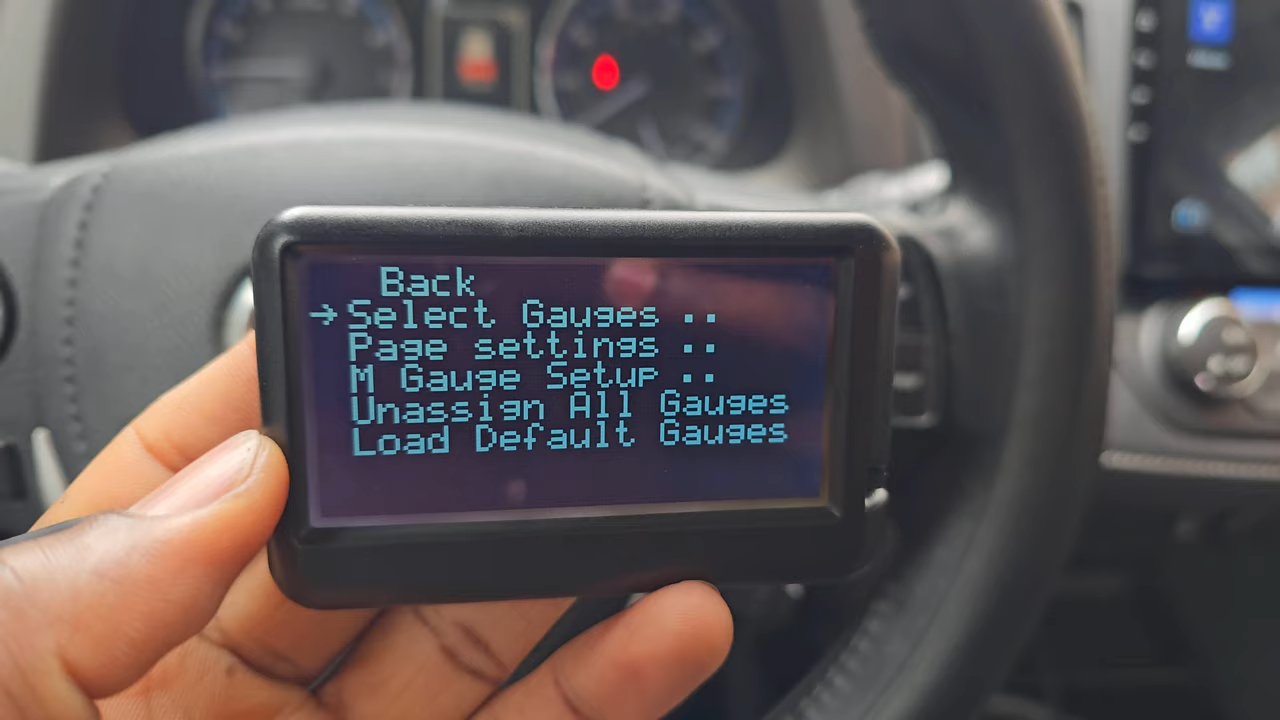 Back
→Select Gauges ..
Page settings ..
M Gauge Setup ..
Unassign All Gauges
Load Default Gauges